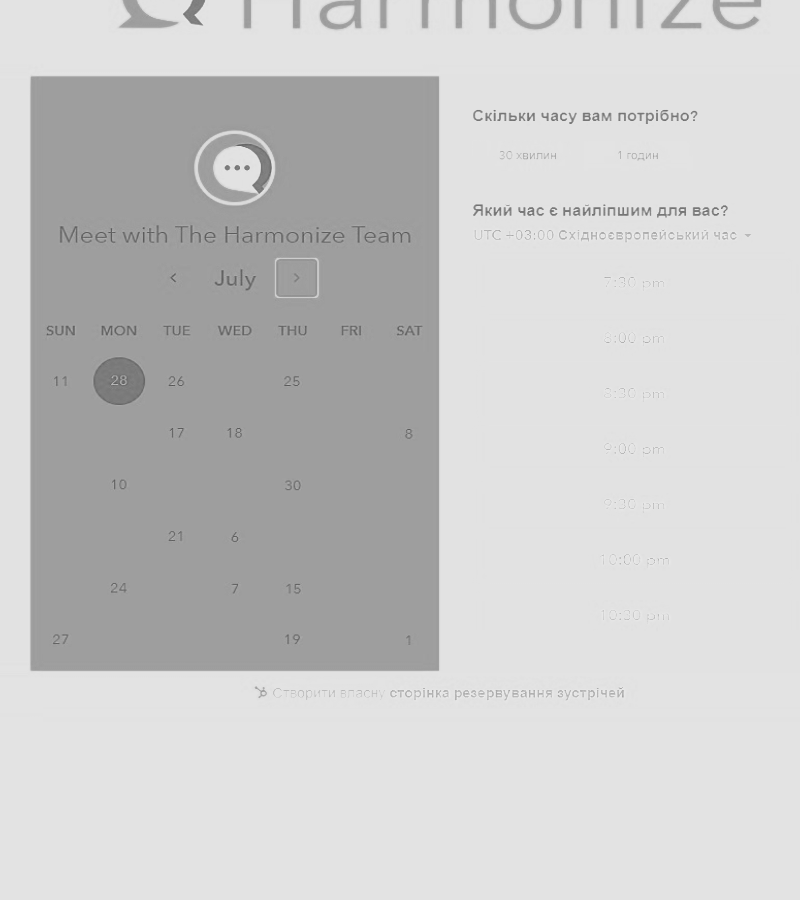 Harmonize
Meet with The Harmonize Team
July
SUN MON TUE WED THU FRI SAT
11 28 26 25
17 18 8
10 30
21 6
24 7 15
27 19 1
Скільки часу вам потрібно?
30 хвилин 1 годин
Який час є найліпшим для вас?
UTC +03:00 Східноєвропейський час
7:30 pm
8:00 pm
8:30 pm
9:00 pm
9:30 pm
10:00 pm
10:30 pm
Створити власну сторінка резервування зустрічей